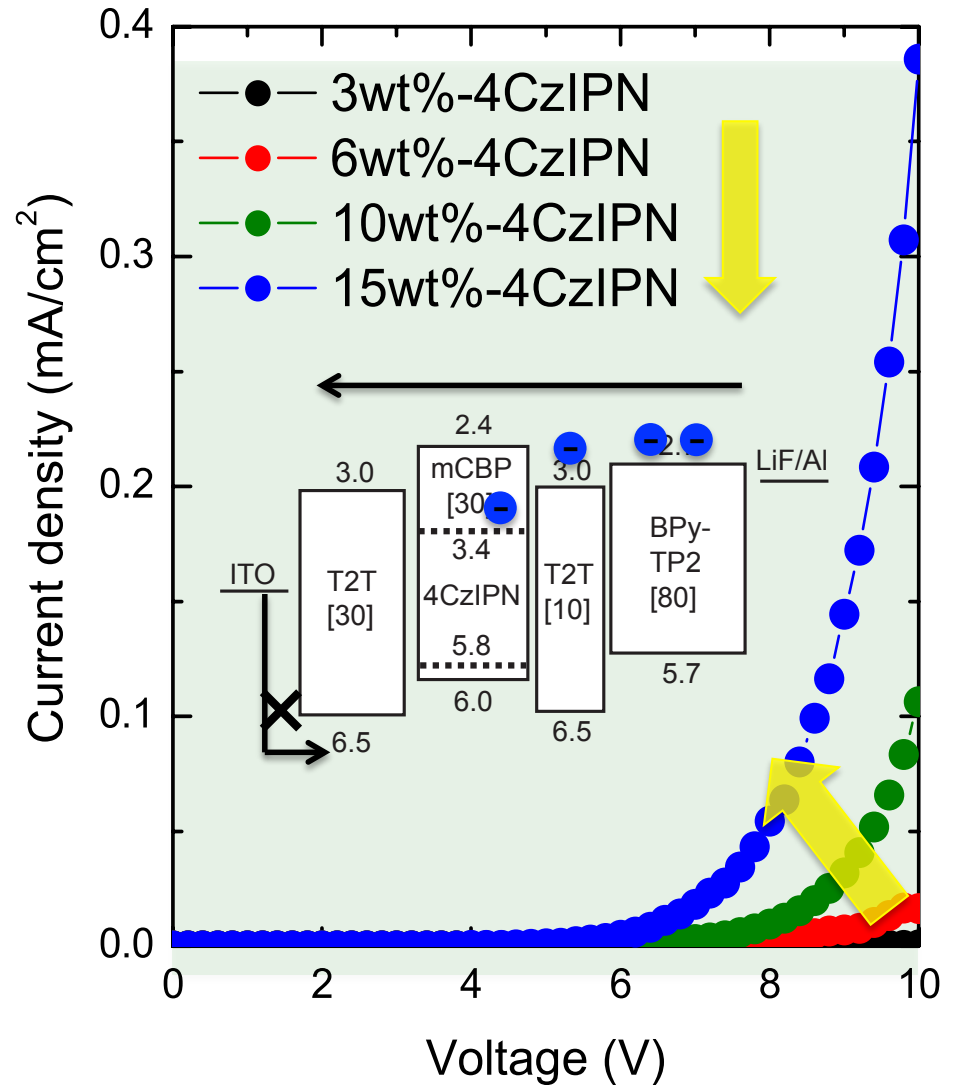 0.4
3wt%-4CzIPN
6wt%-4CzIPN
10wt%-4CzIPN
15wt%-4CzIPN
0.3
0.2
0.1
0.0
Current density (mA/cm²)
2.4
3.0
mCBP
[30]
3.4
4CzIPN
5.8
6.0
ITO
T2T
[30]
6.5
3.0
T2T
[10]
6.5
BPy-
TP2
[80]
5.7
LiF/Al
0 2 4 6 8 10
Voltage (V)